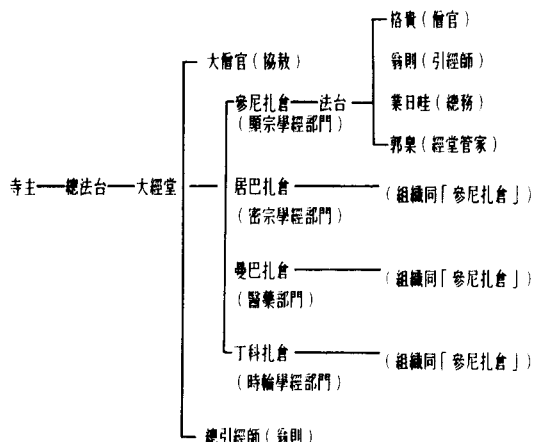 格貴(僧官)
大僧官(協敖)
翁則(引經師)
參尼扎倉 法台
葉日哇(總務)
(顯宗學經部門)
郭桌(經堂管家)
寺主 總法台 大經堂
居巴扎倉 (組織同「參尼扎倉」)
(密宗學經部門)
曼巴扎倉 (組織同「參尼扎倉」)
(醫藥部門)
丁科扎倉 (組織同「參尼扎倉」)
(時輪學經部門)
總引經師(翁則)